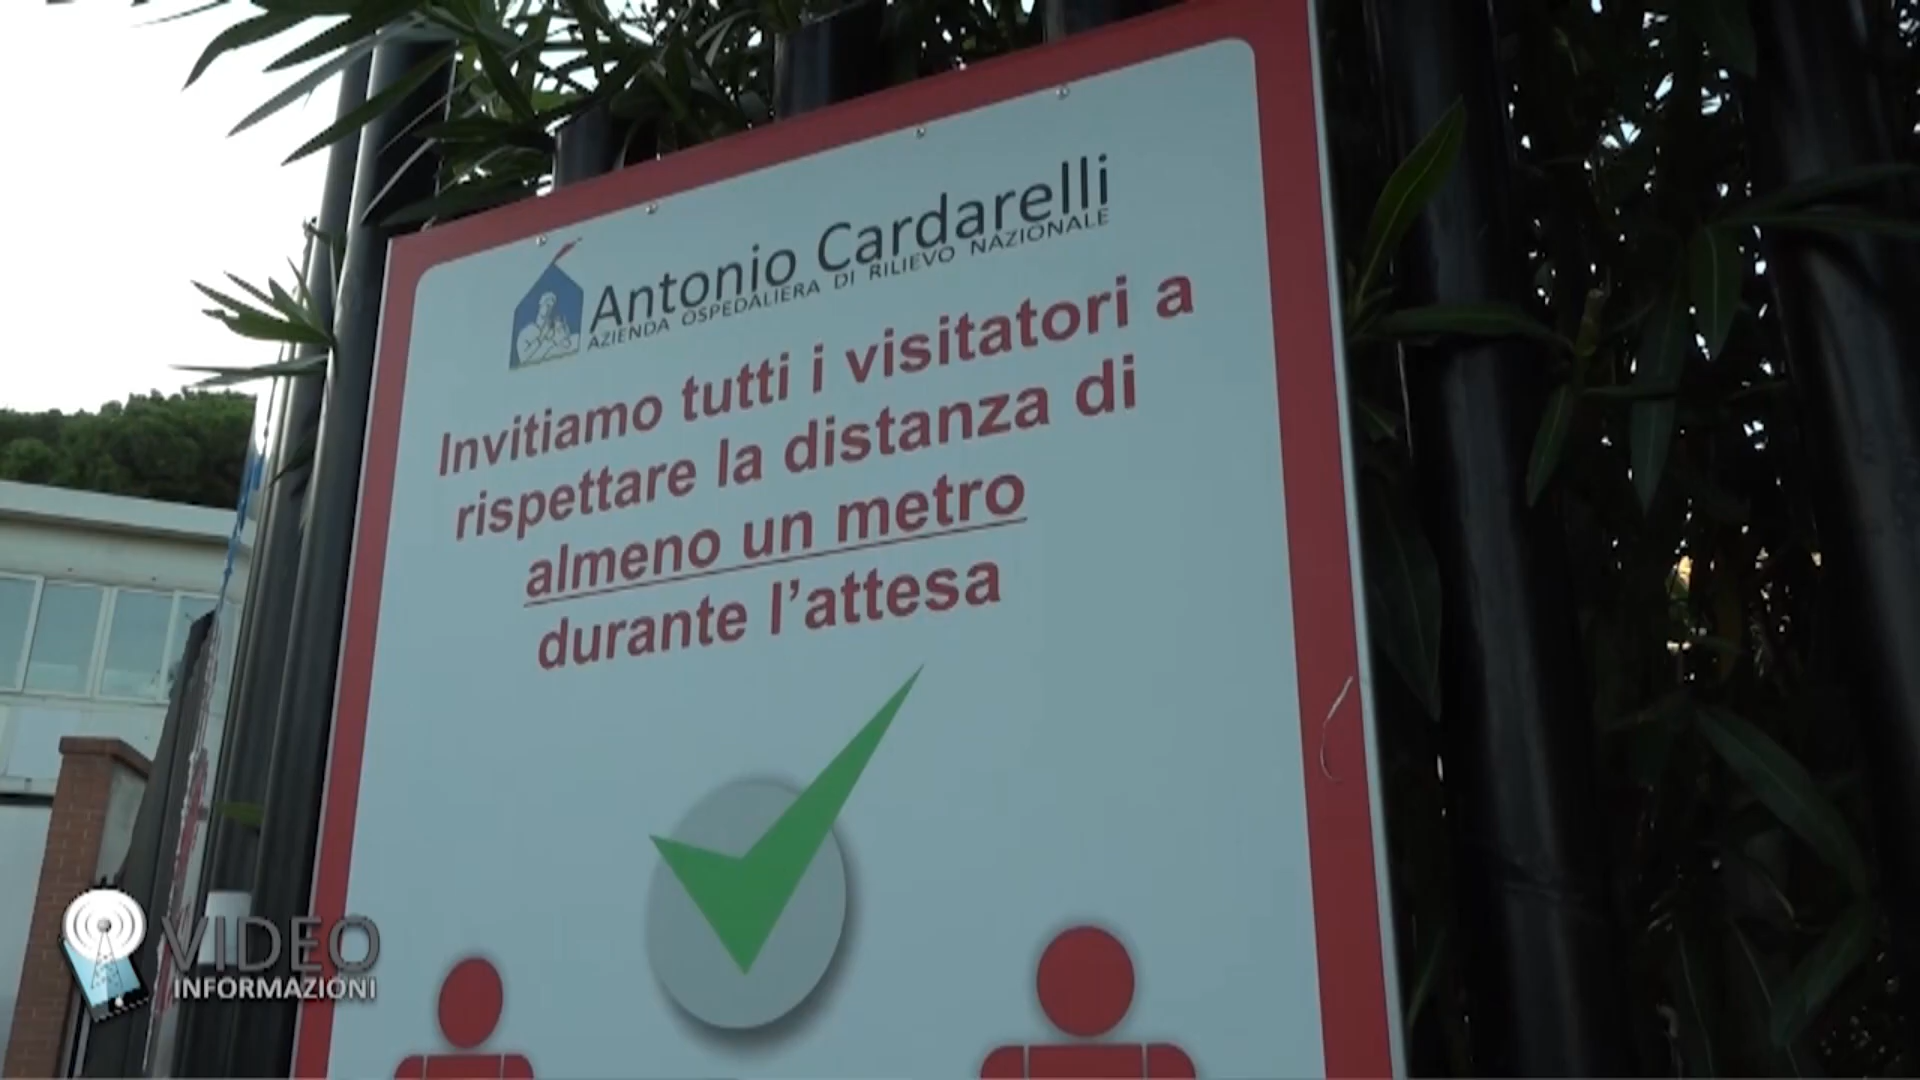 Antonio Cardarelli
AZIENDA OSPEDALIERA DI RILIEVO NAZIONALE
Invitiamo tutti i visitatori a
rispettare la distanza di
almeno un metro
durante l'attesa
VIDEO
INFORMAZIONI